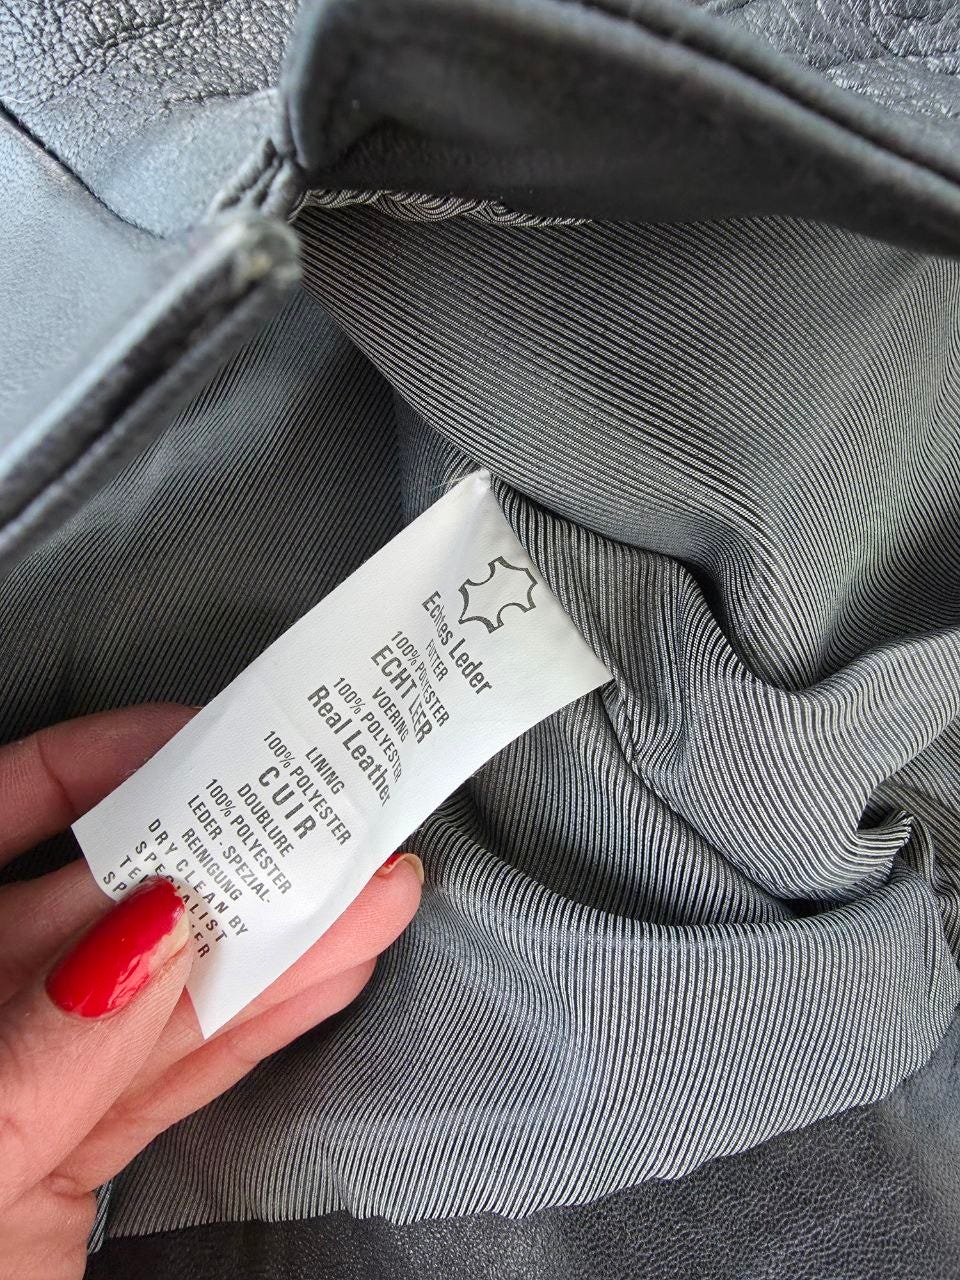 Echtes Leder
FUTTER
100% POLYESTER
ECHT LEER
VOERING
100% POLYESTER
Real Leather
LINING
100% POLYESTER
CUIR
DOUBLURE
100% POLYESTER
LEDER-SPEZIAL-
REINIGUNG
DRY CLEAN BY
SPECIALIST